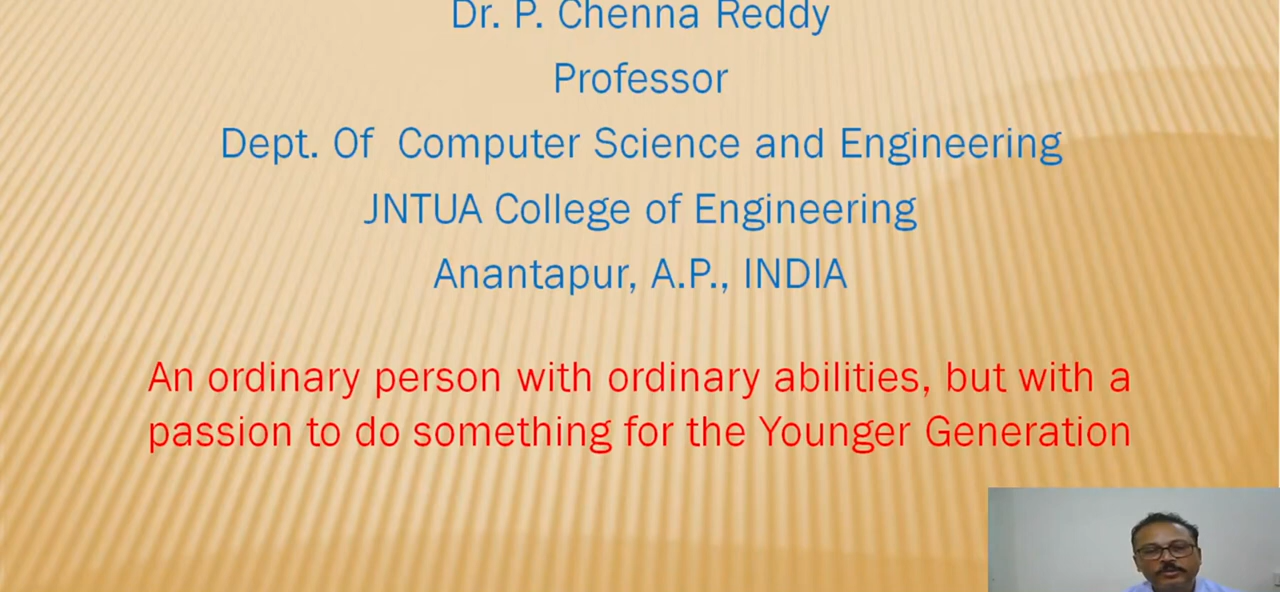 Dr. P. Chenna Reddy
Professor
Dept. Of  Computer Science and Engineering
JNTUA College of Engineering
Anantapur, A.P., INDIA
An ordinary person with ordinary abilities, but with a
passion to do something for the Younger Generation